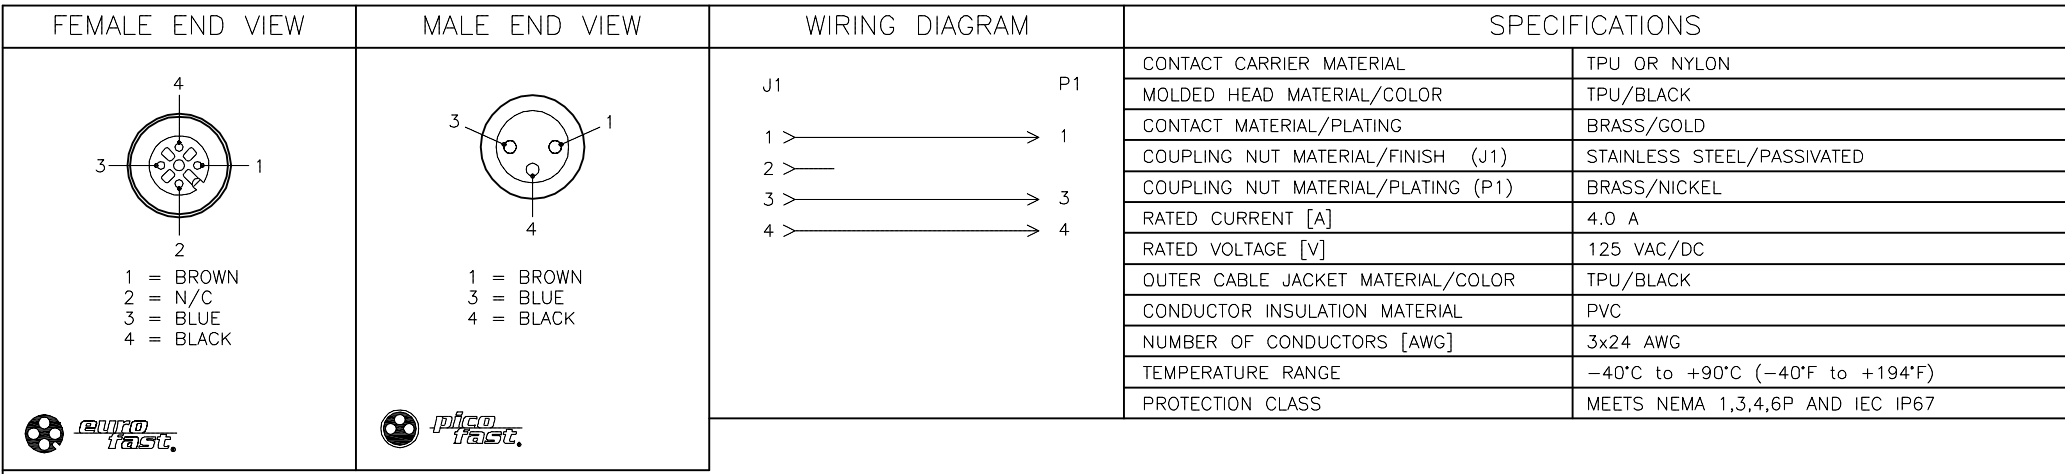 FEMALE END VIEW
4
3
1
2
1 = BROWN
2 = N/C
3 = BLUE
4 = BLACK
euro
fast.
MALE END VIEW
3
1
4
1 = BROWN
3 = BLUE
4 = BLACK
pico
fast.
WIRING DIAGRAM
J1 P1
1 1
2
3 3
4 4
SPECIFICATIONS
CONTACT CARRIER MATERIAL TPU OR NYLON
MOLDED HEAD MATERIAL/COLOR TPU/BLACK
CONTACT MATERIAL/PLATING BRASS/GOLD
COUPLING NUT MATERIAL/FINISH (J1) STAINLESS STEEL/PASSIVATED
COUPLING NUT MATERIAL/PLATING (P1) BRASS/NICKEL
RATED CURRENT [A] 4.0 A
RATED VOLTAGE [V] 125 VAC/DC
OUTER CABLE JACKET MATERIAL/COLOR TPU/BLACK
CONDUCTOR INSULATION MATERIAL PVC
NUMBER OF CONDUCTORS [AWG] 3x24 AWG
TEMPERATURE RANGE -40°C to +90°C (-40°F to +194°F)
PROTECTION CLASS MEETS NEMA 1,3,4,6P AND IEC IP67